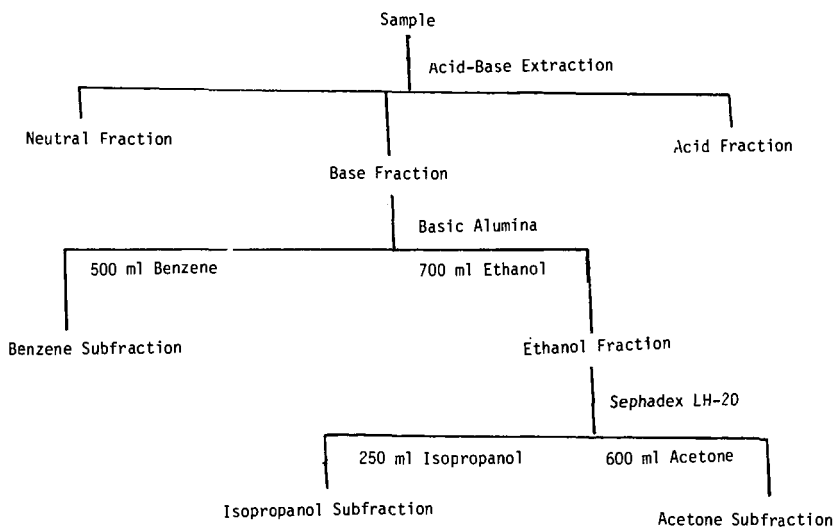 Sample
Acid-Base Extraction
Neutral Fraction
Acid Fraction
Base Fraction
Basic Alumina
500 ml Benzene
700 ml Ethanol
Benzene Subfraction
Ethanol Fraction
Sephadex LH-20
250 ml Isopropanol
600 ml Acetone
Isopropanol Subfraction
Acetone Subfraction